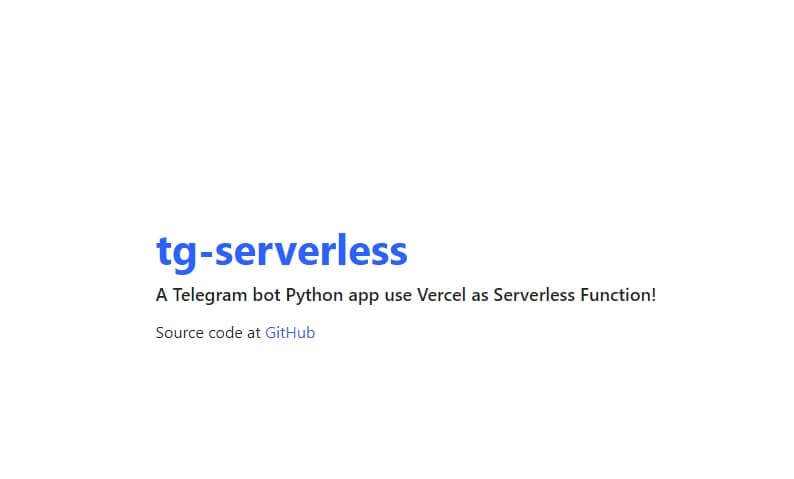 tg-serverless
A Telegram bot Python app use Vercel as Serverless Function!
Source code at GitHub